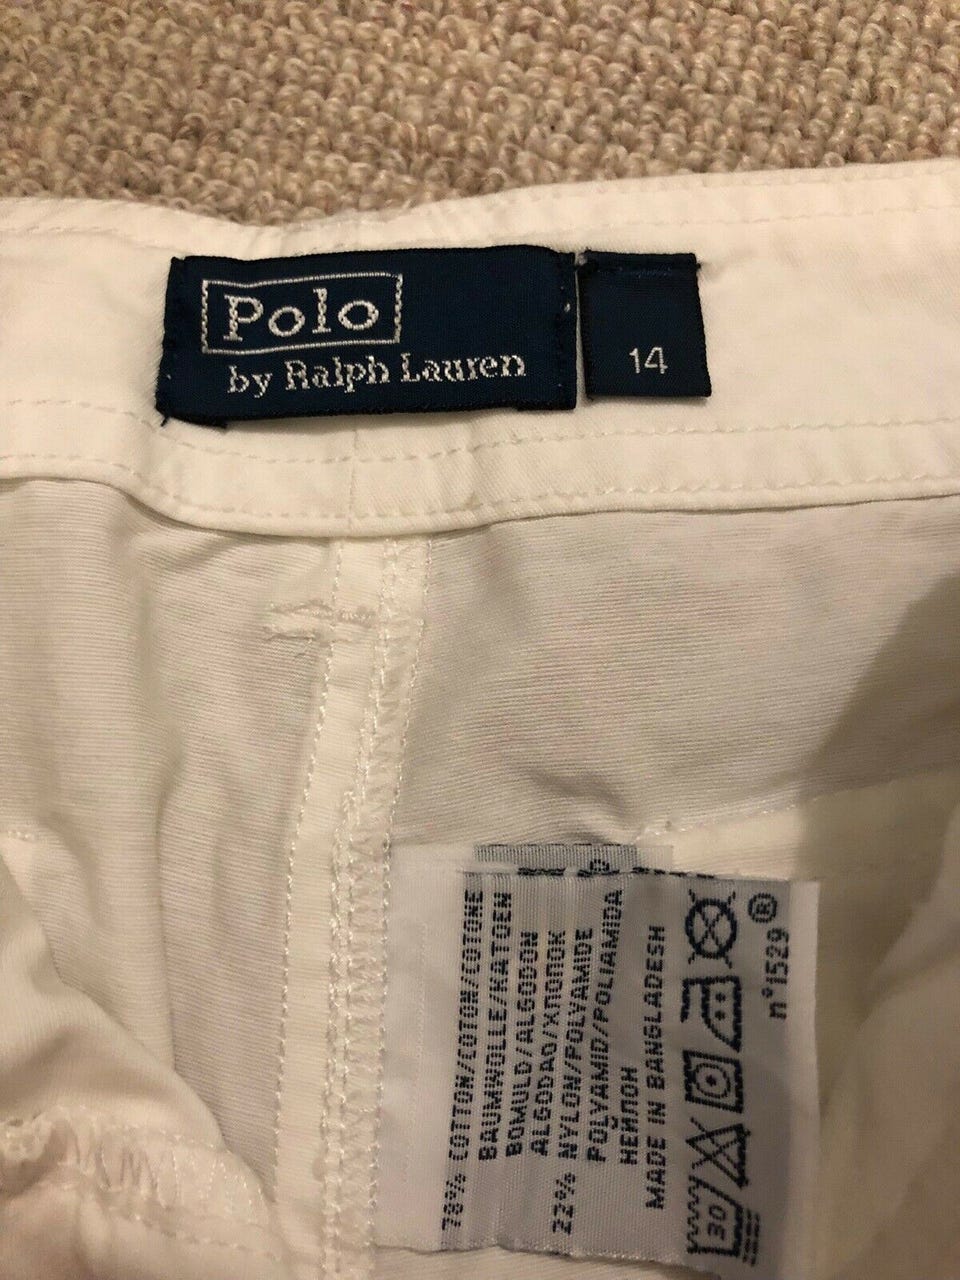 Polo
by Ralph Lauren
14
78% COTTON/COTON/COTONE
BAUMWOLLE/KATOEN
BOMULD/ALGODON
ALGODAO/ХЛОПОК
22% NYLON/POLYAMIDE
POLYAMID/POLIAMIDA
НЕЙЛОН
MADE IN BANGLADESH
30
n°1529 ®